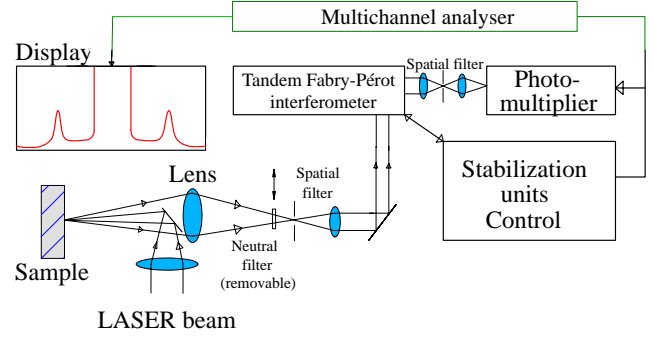 Multichannel analyser
Display
Spatial filter
Tandem Fabry-Pérot
interferometer
Photo-
multiplier
Lens
Spatial
filter
Stabilization
units
Control
Neutral
filter
(removable)
Sample
LASER beam